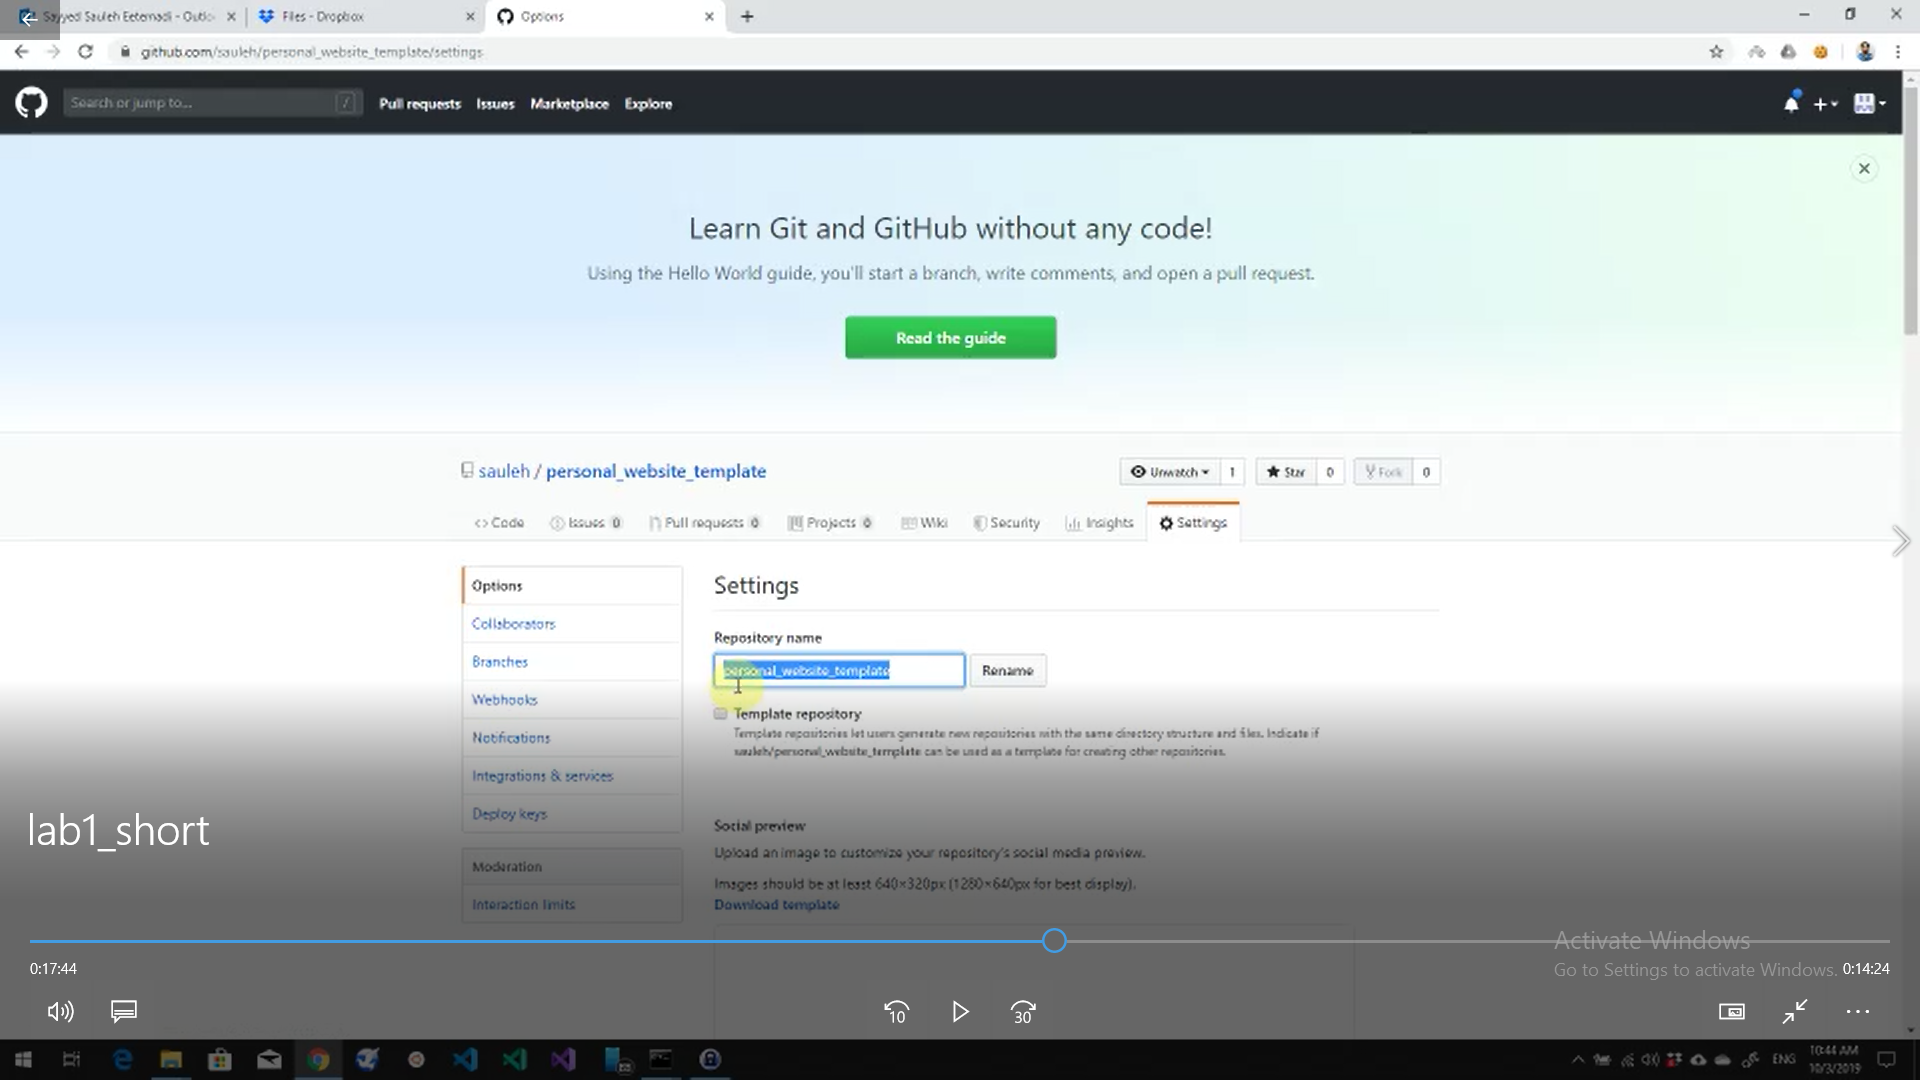 Sayyed Sauleh Eetemadi - Outlo
Files - Dropbox
Options
github.com/sauleh/personal_website_template/settings
Search or jump to...
/
Pull requests
Issues
Marketplace
Explore
Learn Git and GitHub without any code!
Using the Hello World guide, you'll start a branch, write comments, and open a pull request.
Read the guide
sauleh / personal_website_template
Unwatch 1
Star 0
Fork 0
Code
Issues 0
Pull requests 0
Projects 0
Wiki
Security
Insights
Settings
Options
Collaborators
Branches
Webhooks
Notifications
Integrations & services
Deploy keys
Moderation
Interaction limits
Settings
Repository name
personal_website_template
Rename
Template repository
Template repositories let users generate new repositories with the same directory structure and files. Indicate if
sauleh/personal_website_template can be used as a template for creating other repositories.
Social preview
Upload an image to customize your repository's social media preview.
Images should be at least 640×320px (1280×640px for best display).
Download template
lab1_short
Activate Windows
Go to Settings to activate Windows.
0:17:44
0:14:24
10
30
ENG
10:44 AM
10/3/2019